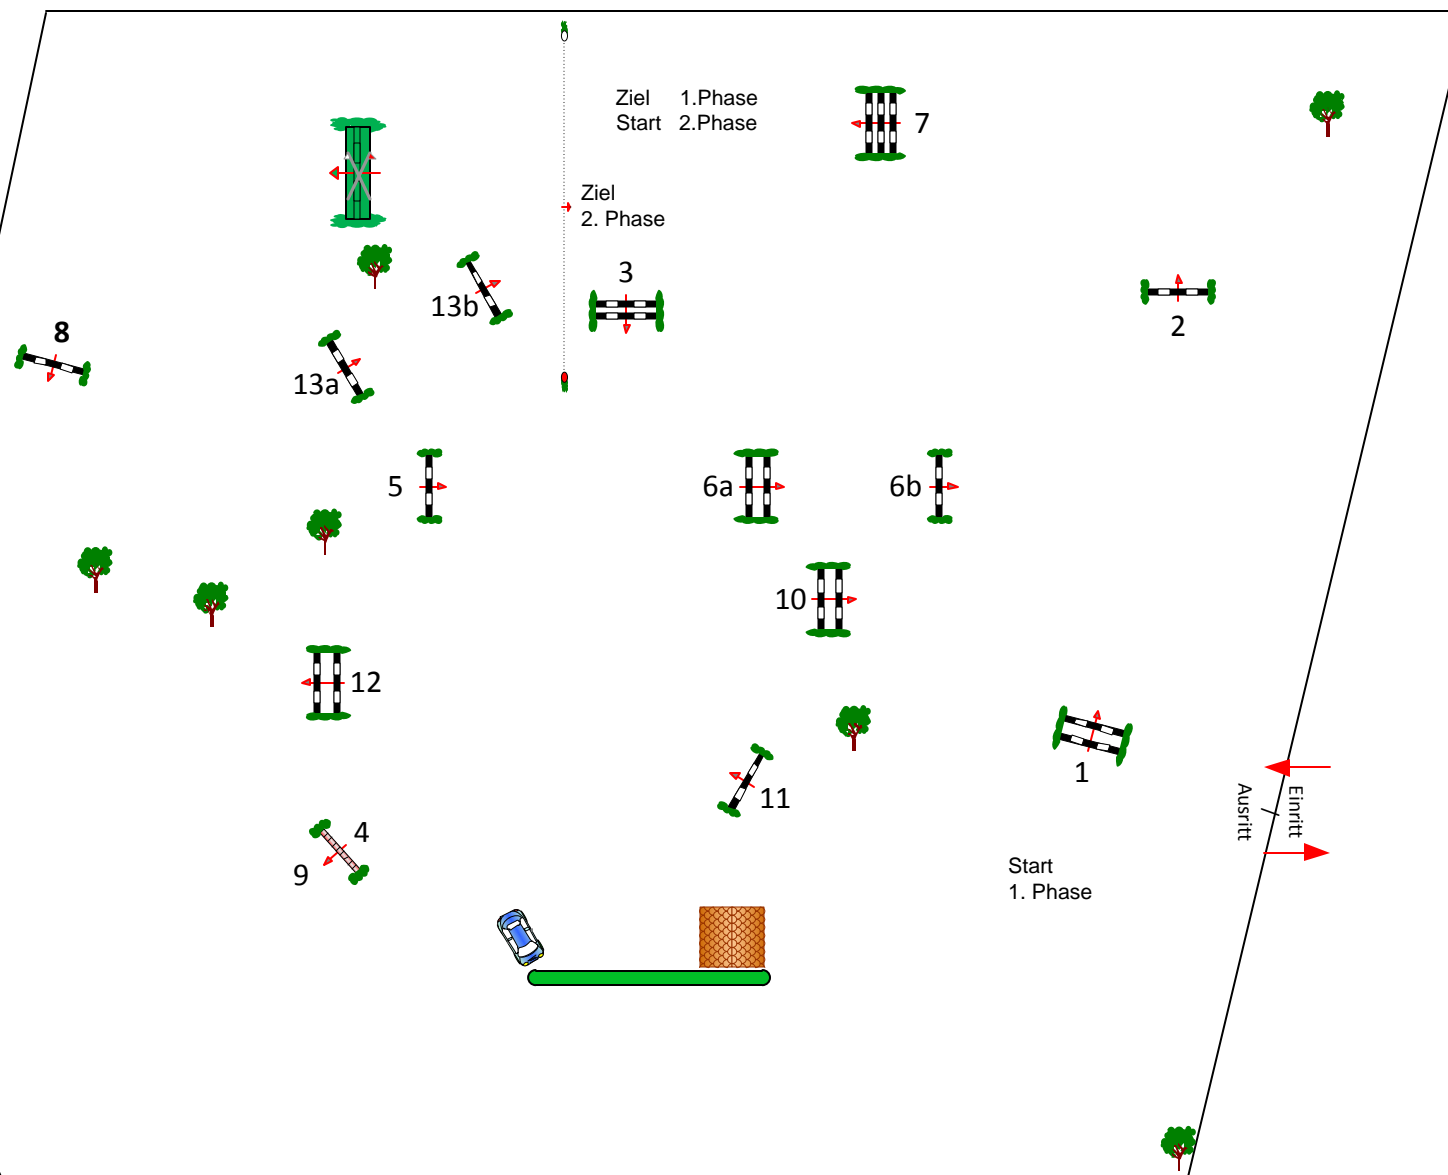 Ziel 1.Phase
Start 2.Phase
7
Ziel
2. Phase
3
13b
2
8
13a
5
6a
6b
10
12
11
1
Einritt
Ausritt
4
9
Start
1. Phase